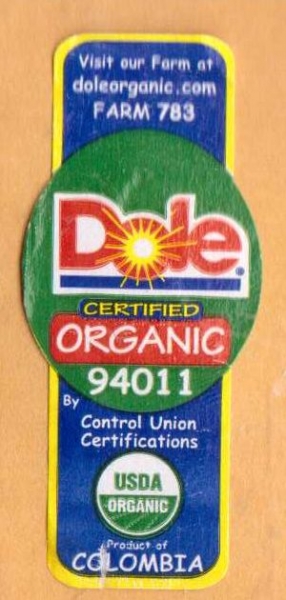 Visit our Farm at
doleorganic.com
FARM 783
Dole
CERTIFIED
ORGANIC
94011
By
Control Union
Certifications
USDA
ORGANIC
Product of
COLOMBIA